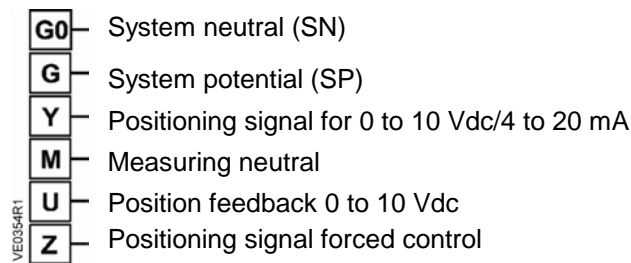 G0 System neutral (SN)
G System potential (SP)
Y Positioning signal for 0 to 10 Vdc/4 to 20 mA
M Measuring neutral
U Position feedback 0 to 10 Vdc
Z Positioning signal forced control
VE0354R1